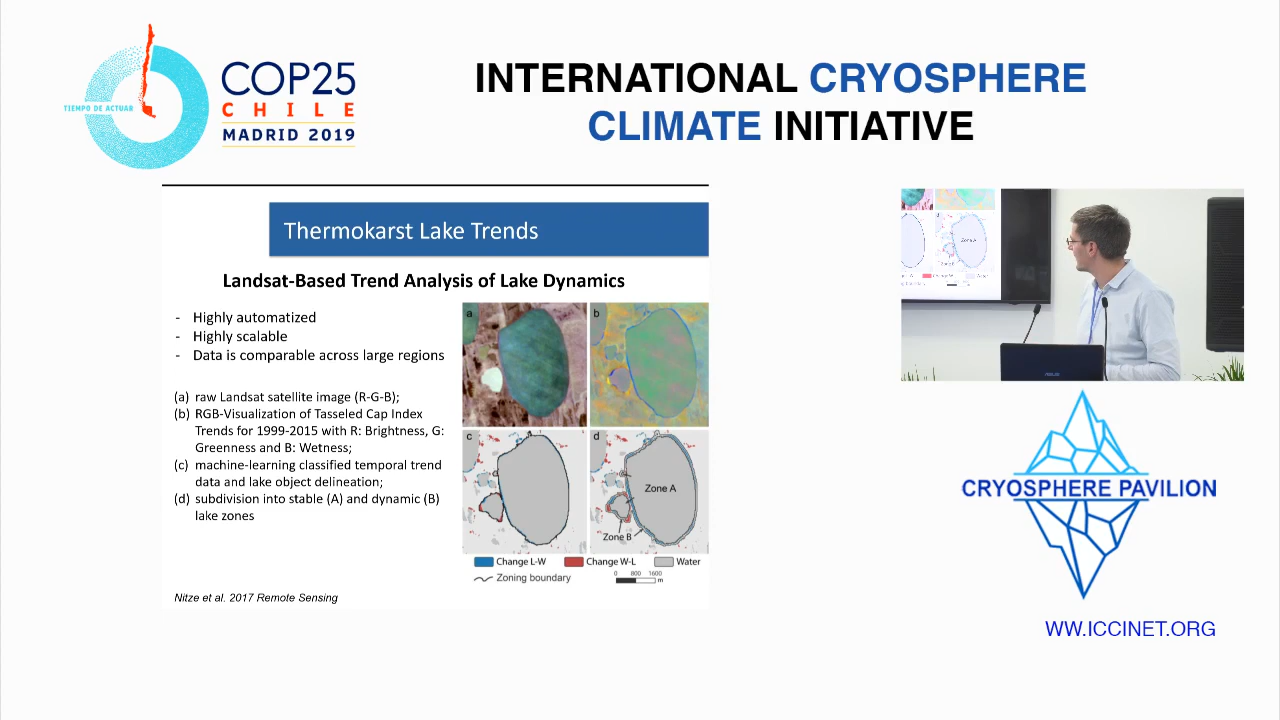 TIEMPO DE ACTUAR
COP25
CHILE
MADRID 2019
INTERNATIONAL CRYOSPHERE
CLIMATE INITIATIVE
Thermokarst Lake Trends
Landsat-Based Trend Analysis of Lake Dynamics
- Highly automatized
- Highly scalable
- Data is comparable across large regions
(a) raw Landsat satellite image (R-G-B);
(b) RGB-Visualization of Tasseled Cap Index
Trends for 1999-2015 with R: Brightness, G:
Greenness and B: Wetness;
(c) machine-learning classified temporal trend
data and lake object delineation;
(d) subdivision into stable (A) and dynamic (B)
lake zones
a
b
c
d
Zone A
Zone B
Change L-W
Change W-L
Water
Zoning boundary
0 800 1600
m
Nitze et al. 2017 Remote Sensing
d
Zone A
Change W-L
Water
ASUS
CRYOSPHERE PAVILION
WW.ICCINET.ORG